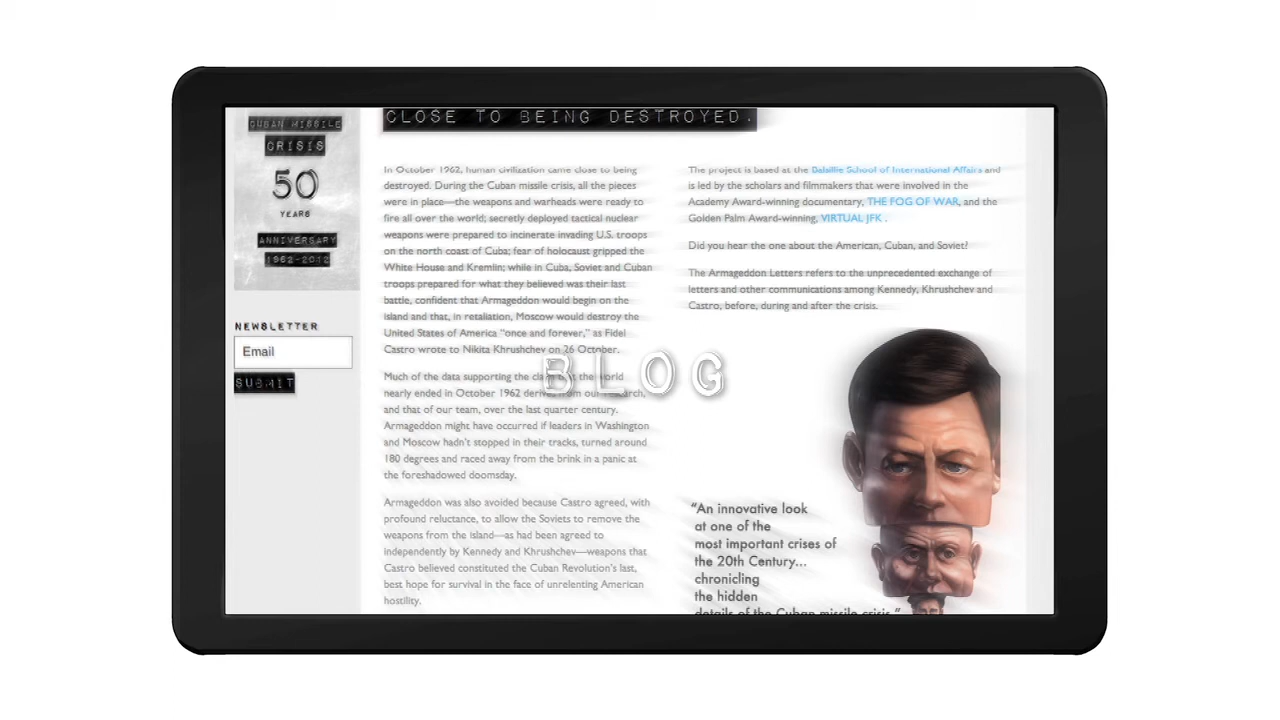 CUBAN MISSILE
CRISIS
50
YEARS
ANNIVERSARY
1962-2012
NEWSLETTER
Email
SUBMIT
CLOSE TO BEING DESTROYED.
In October 1962, human civilization came close to being
destroyed. During the Cuban missile crisis, all the pieces
were in place—the weapons and warheads were ready to
fire all over the world; secretly deployed tactical nuclear
weapons were prepared to incinerate invading U.S. troops
on the north coast of Cuba; fear of holocaust gripped the
White House and Kremlin; while in Cuba, Soviet and Cuban
troops prepared for what they believed was their last
battle, confident that Armageddon would begin on the
island and that, in retaliation, Moscow would destroy the
United States of America “once and forever,” as Fidel
Castro wrote to Nikita Khrushchev on 26 October.
Much of the data supporting the claim that the world
nearly ended in October 1962 derives from our research,
and that of our team, over the last quarter century.
Armageddon might have occurred if leaders in Washington
and Moscow hadn’t stopped in their tracks, turned around
180 degrees and raced away from the brink in a panic at
the foreshadowed doomsday.
Armageddon was also avoided because Castro agreed, with
profound reluctance, to allow the Soviets to remove the
weapons from the island—as had been agreed to
independently by Kennedy and Khrushchev—weapons that
Castro believed constituted the Cuban Revolution’s last,
best hope for survival in the face of unrelenting American
hostility.
BLOG
The project is based at the Balsillie School of International Affairs and
is led by the scholars and filmmakers that were involved in the
Academy Award-winning documentary, THE FOG OF WAR, and the
Golden Palm Award-winning, VIRTUAL JFK .
Did you hear the one about the American, Cuban, and Soviet?
The Armageddon Letters refers to the unprecedented exchange of
letters and other communications among Kennedy, Khrushchev and
Castro, before, during and after the crisis.
“An innovative look
at one of the
most important crises of
the 20th Century...
chronicling
the hidden
details of the Cuban missile crisis.”